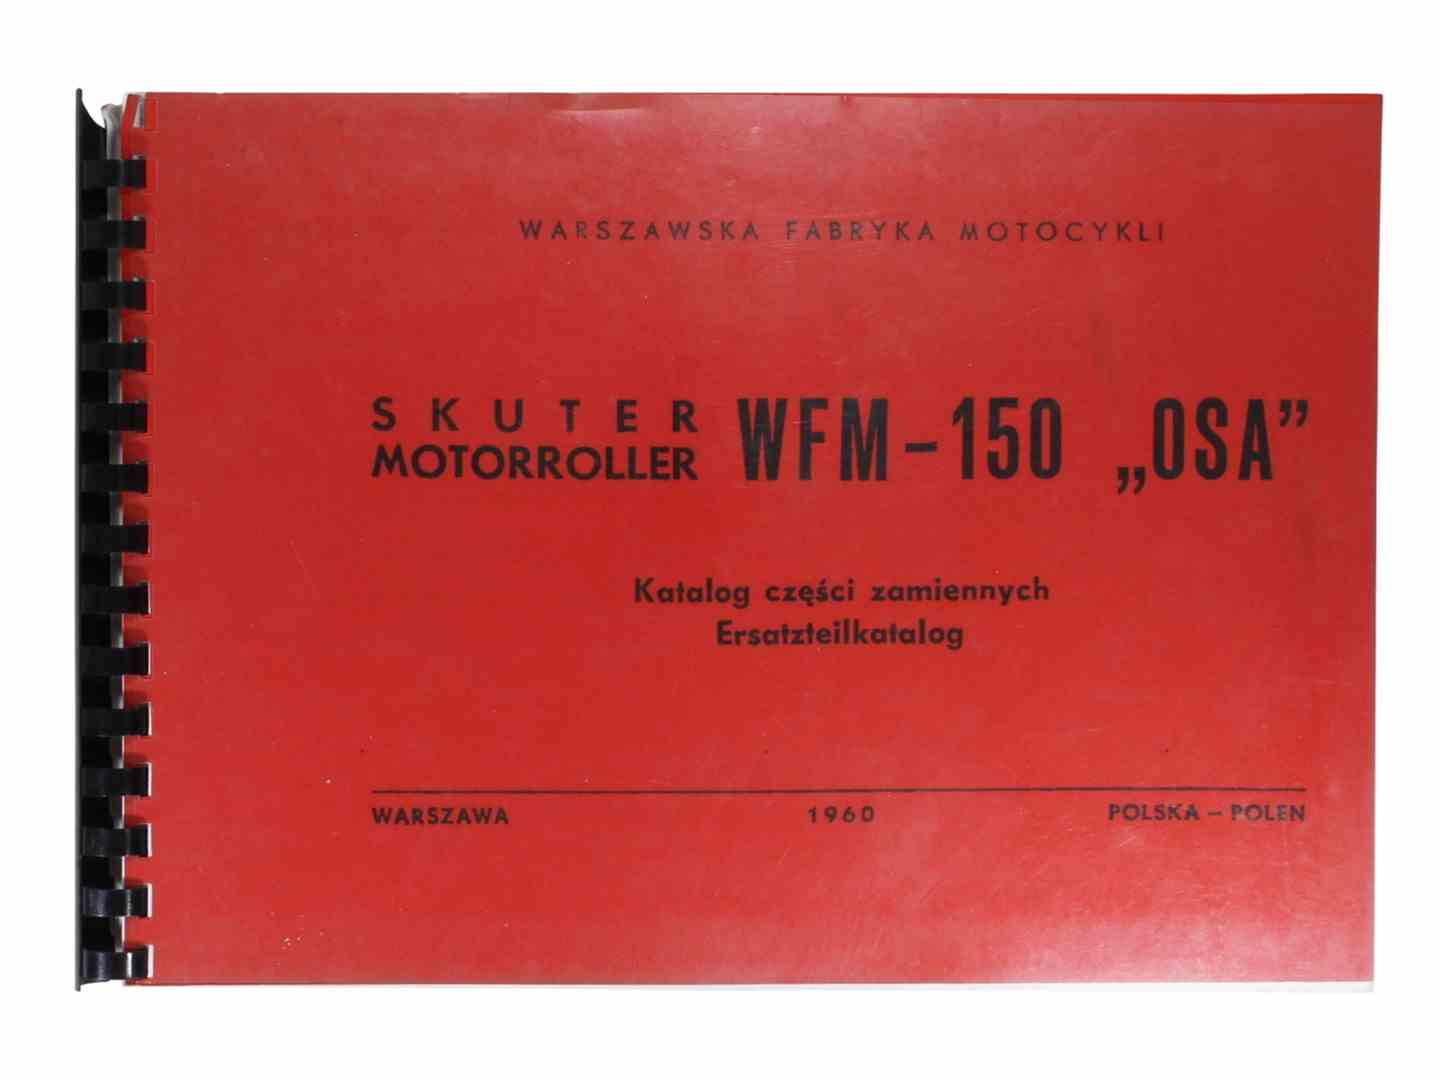 WARSZAWSKA FABRYKA MOTOCYKLI
SKUTER
MOTORROLLER WFM-150 „OSA”
Katalog części zamiennych
Ersatzteilkatalog
WARSZAWA 1960 POLSKA - POLEN